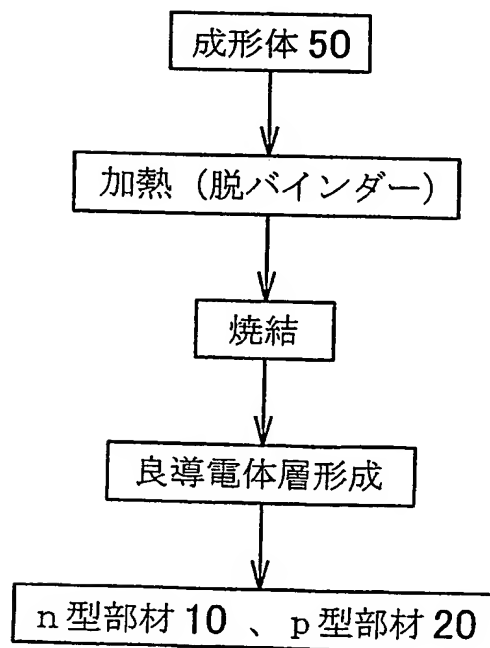 成形体 50
加熱 (脱バインダー)
焼結
良導電体層形成
n型部材 10 、 p型部材 20